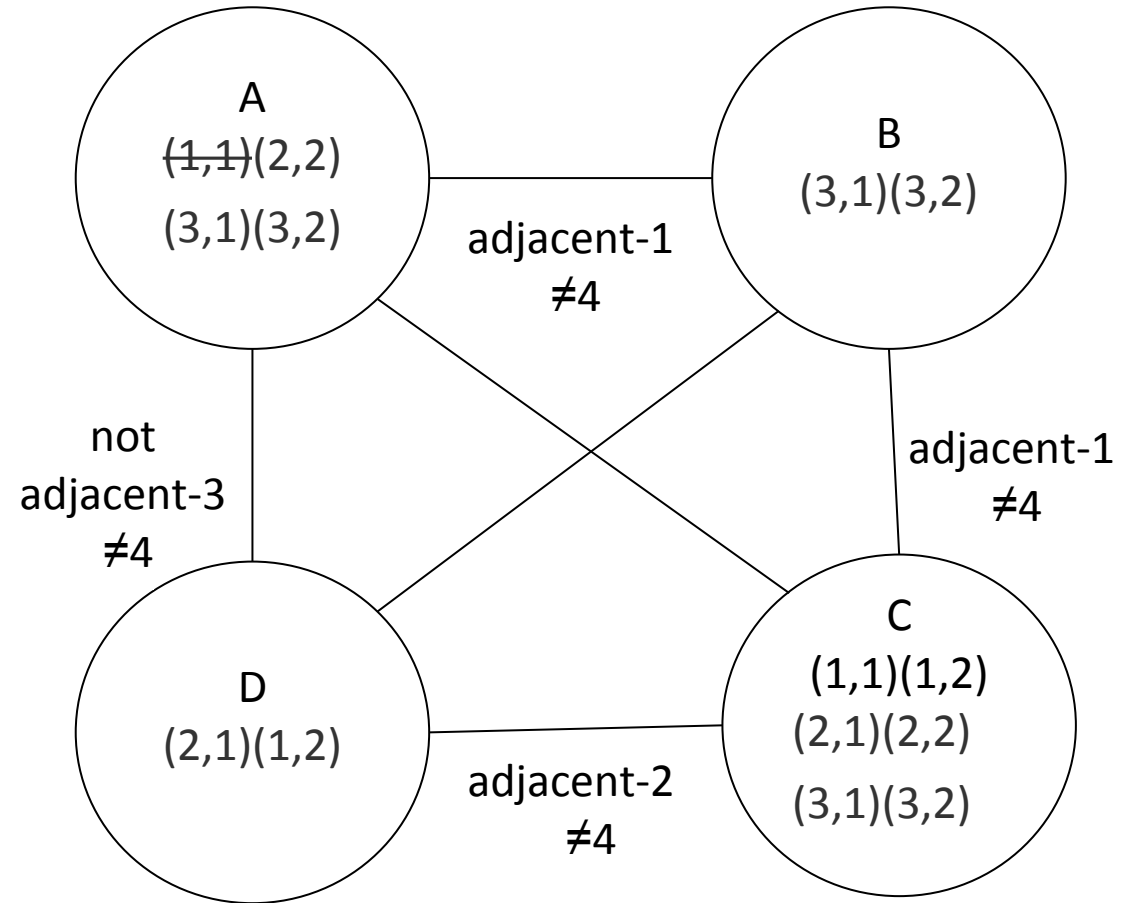 A
(1,1)(2,2)
(3,1)(3,2)
B
(3,1)(3,2)
adjacent-1
≠4
not
adjacent-3
≠4
adjacent-1
≠4
D
(2,1)(1,2)
adjacent-2
≠4
C
(1,1)(1,2)
(2,1)(2,2)
(3,1)(3,2)